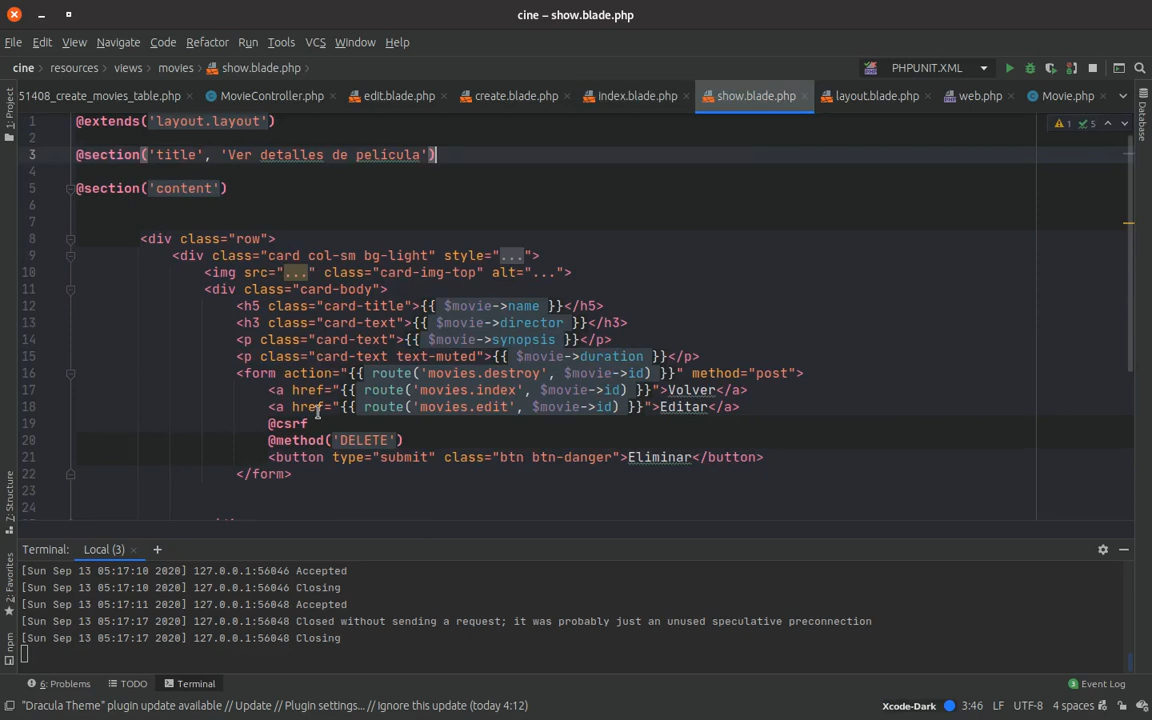 cine – show.blade.php
File Edit View Navigate Code Refactor Run Tools VCS Window Help
cine resources views movies show.blade.php PHPUNIT.XML
51408_create_movies_table.php MovieController.php edit.blade.php create.blade.php index.blade.php show.blade.php layout.blade.php web.php Movie.php
1: Project
Database
1 5
1 @extends('layout.layout')
2
3 @section('title', 'Ver detalles de pelicula')
4
5 @section('content')
6
7
8 <div class="row">
9 <div class="card col-sm bg-light" style="...">
10 <img src="..." class="card-img-top" alt="...">
11 <div class="card-body">
12 <h5 class="card-title">{{ $movie->name }}</h5>
13 <h3 class="card-text">{{ $movie->director }}</h3>
14 <p class="card-text">{{ $movie->synopsis }}</p>
15 <p class="card-text text-muted">{{ $movie->duration }}</p>
16 <form action="{{ route('movies.destroy', $movie->id) }}" method="post">
17 <a href="{{ route('movies.index', $movie->id) }}">Volver</a>
18 <a href="{{ route('movies.edit', $movie->id) }}">Editar</a>
19 @csrf
20 @method('DELETE')
21 <button type="submit" class="btn btn-danger">Eliminar</button>
22 </form>
23
24
7: Structure
2: Favorites
npm
Terminal: Local (3) +
[Sun Sep 13 05:17:10 2020] 127.0.0.1:56046 Accepted
[Sun Sep 13 05:17:10 2020] 127.0.0.1:56046 Closing
[Sun Sep 13 05:17:11 2020] 127.0.0.1:56048 Accepted
[Sun Sep 13 05:17:17 2020] 127.0.0.1:56048 Closed without sending a request; it was probably just an unused speculative preconnection
[Sun Sep 13 05:17:17 2020] 127.0.0.1:56048 Closing
6: Problems TODO Terminal 3 Event Log
"Dracula Theme" plugin update available // Update // Plugin settings... // Ignore this update (today 4:12) Xcode-Dark 3:46 LF UTF-8 4 spaces